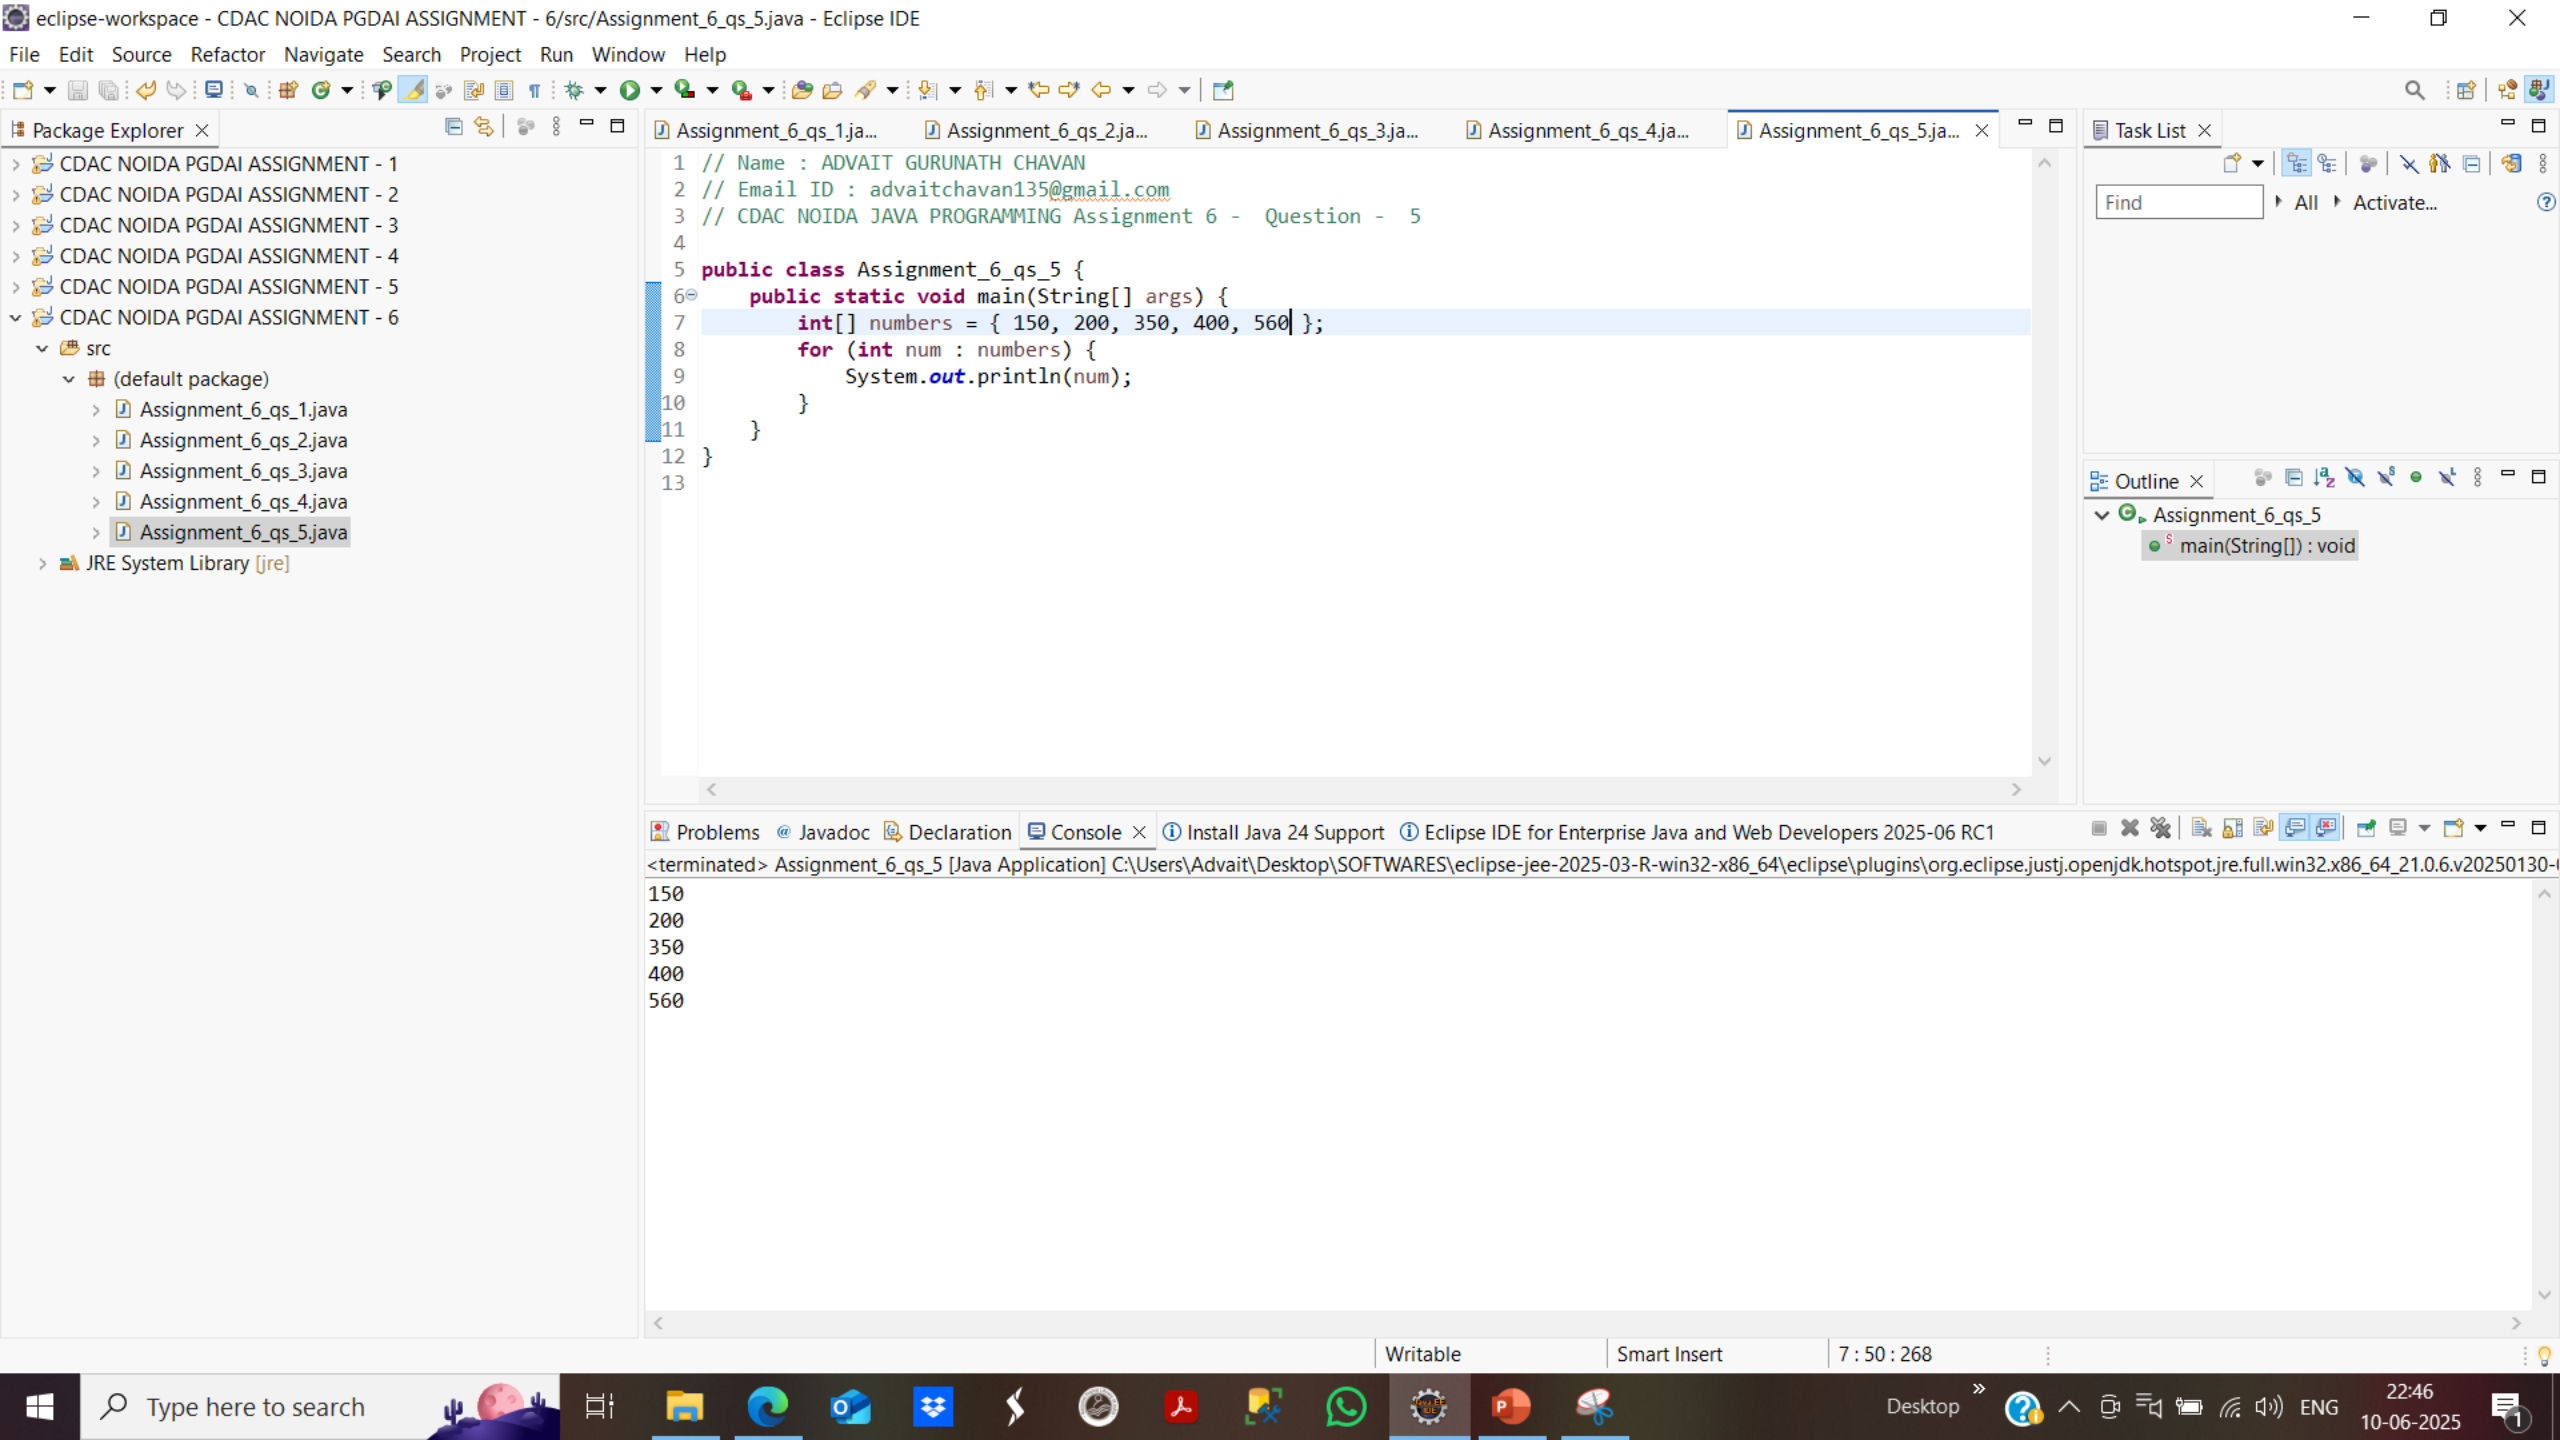 eclipse-workspace - CDAC NOIDA PGDAI ASSIGNMENT - 6/src/Assignment_6_qs_5.java - Eclipse IDE
File Edit Source Refactor Navigate Search Project Run Window Help
Package Explorer
CDAC NOIDA PGDAI ASSIGNMENT - 1
CDAC NOIDA PGDAI ASSIGNMENT - 2
CDAC NOIDA PGDAI ASSIGNMENT - 3
CDAC NOIDA PGDAI ASSIGNMENT - 4
CDAC NOIDA PGDAI ASSIGNMENT - 5
CDAC NOIDA PGDAI ASSIGNMENT - 6
src
(default package)
Assignment_6_qs_1.java
Assignment_6_qs_2.java
Assignment_6_qs_3.java
Assignment_6_qs_4.java
Assignment_6_qs_5.java
JRE System Library [jre]
Assignment_6_qs_1.ja... Assignment_6_qs_2.ja... Assignment_6_qs_3.ja... Assignment_6_qs_4.ja... Assignment_6_qs_5.ja...
1 // Name : ADVAIT GURUNATH CHAVAN
2 // Email ID : advaitchavan135@gmail.com
3 // CDAC NOIDA JAVA PROGRAMMING Assignment 6 -  Question -  5
4
5 public class Assignment_6_qs_5 {
6     public static void main(String[] args) {
7         int[] numbers = { 150, 200, 350, 400, 560 };
8         for (int num : numbers) {
9             System.out.println(num);
10         }
11     }
12 }
13
Task List
Find All Activate...
Outline
Assignment_6_qs_5
main(String[]) : void
Problems Javadoc Declaration Console Install Java 24 Support Eclipse IDE for Enterprise Java and Web Developers 2025-06 RC1
<terminated> Assignment_6_qs_5 [Java Application] C:\Users\Advait\Desktop\SOFTWARES\eclipse-jee-2025-03-R-win32-x86_64\eclipse\plugins\org.eclipse.justj.openjdk.hotspot.jre.full.win32.x86_64_21.0.6.v20250130-
150
200
350
400
560
Writable Smart Insert 7 : 50 : 268
Type here to search
Desktop
ENG
22:46
10-06-2025
1